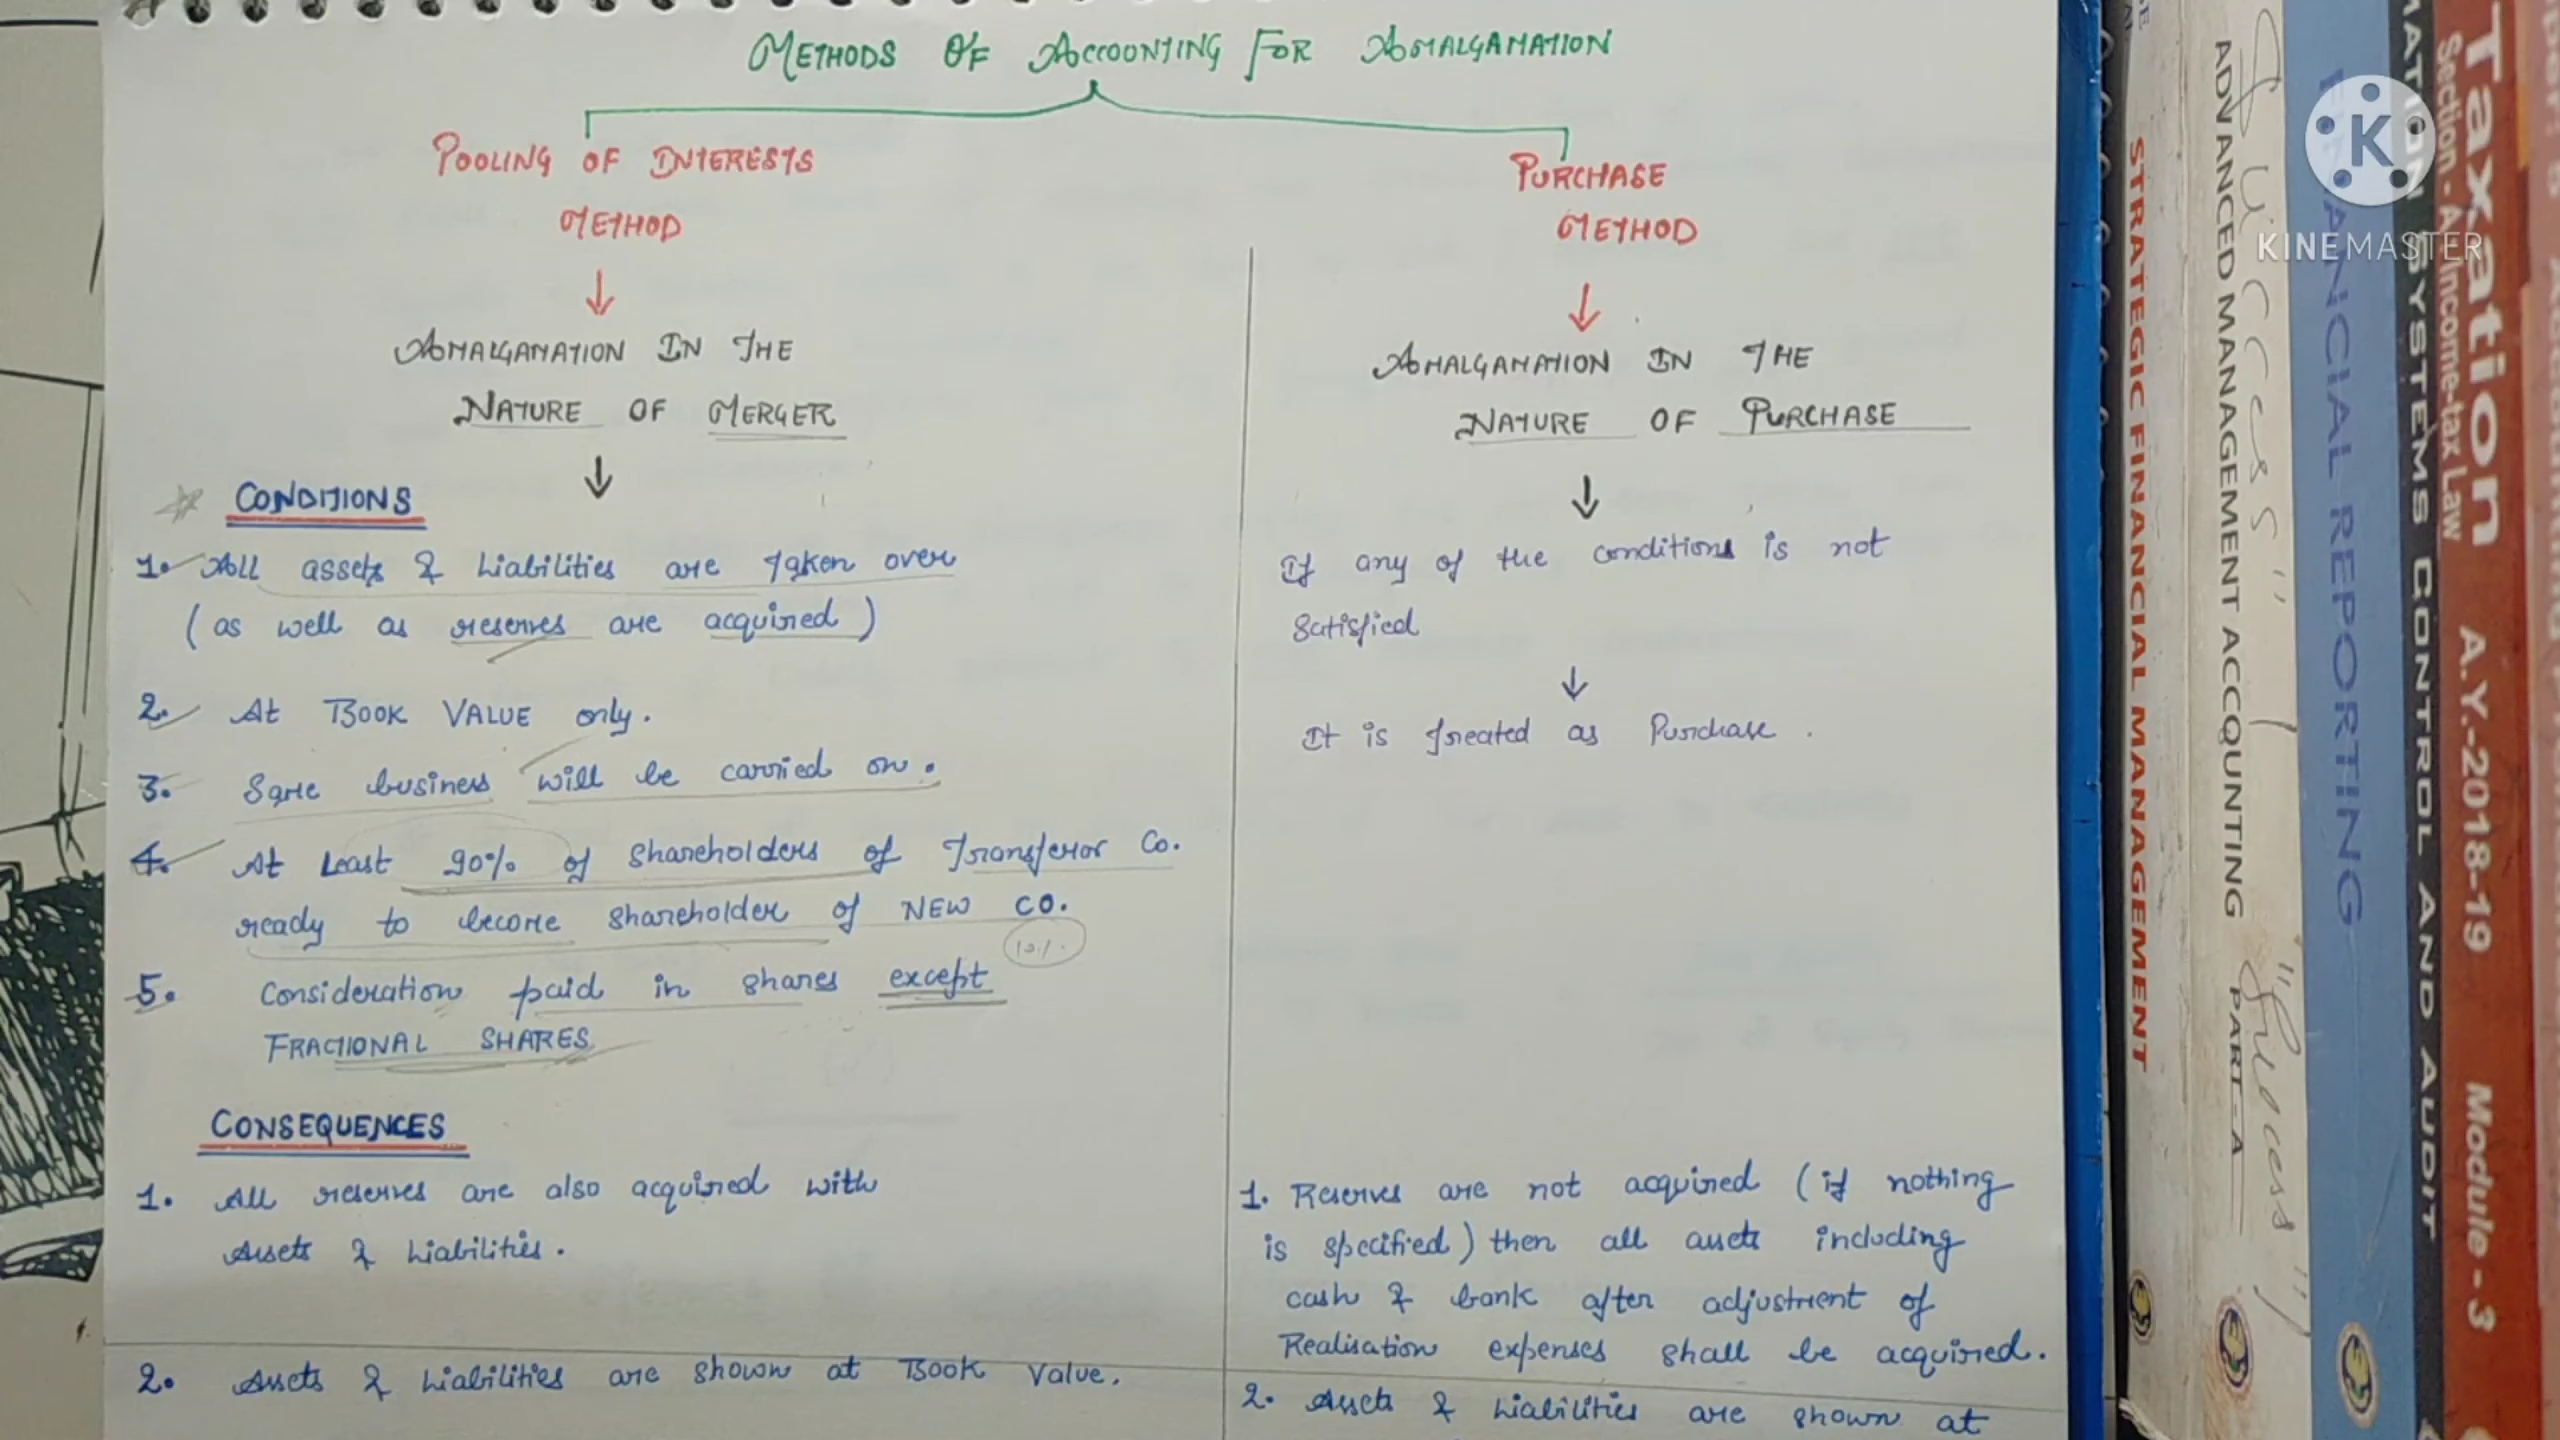 METHODS OF ACCOUNTING FOR AMALGAMATION
POOLING OF INTERESTS
METHOD
AMALGAMATION IN THE
NATURE OF MERGER
CONDITIONS
1. All assets & Liabilities are taken over
(as well as reserves are acquired)
2. At BOOK VALUE only.
3. Same business will be carried on.
4. At Least 90% of shareholders of Transferor Co.
ready to become shareholder of NEW CO.
10%
5. Consideration paid in shares except
FRACTIONAL SHARES
CONSEQUENCES
1. All reserves are also acquired with
Assets & Liabilities.
2. Assets & Liabilities are shown at Book Value.
PURCHASE
METHOD
AMALGAMATION IN THE
NATURE OF PURCHASE
If any of the conditions is not
satisfied
It is treated as Purchase.
1. Reserves are not acquired (if nothing
is specified) then all assets including
cash & bank after adjustment of
Realisation expenses shall be acquired.
2. Assets & Liabilities are shown at
STRATEGIC FINANCIAL MANAGEMENT
ADVANCED MANAGEMENT ACCOUNTING PART-A
Success"
"Success"
FINANCIAL REPORTING
SYSTEMS CONTROL AND AUDIT
Taxation
Section - A Income-tax Law
A.Y.-2018-19
Module - 3
K
KINEMASTER